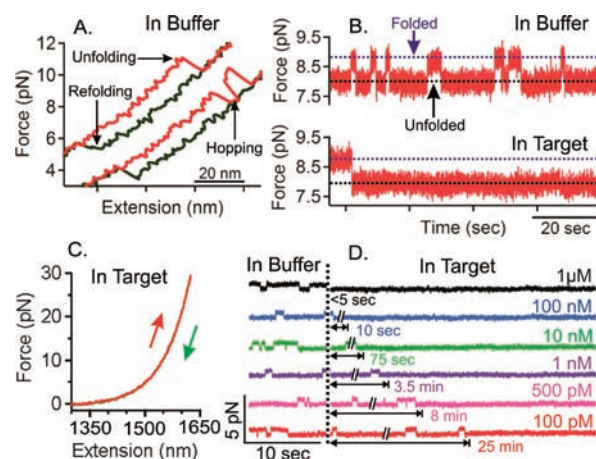 A. In Buffer
12
10
8
6
4
Force (pN)
Unfolding
Refolding
Hopping
20 nm
Extension (nm)
B. In Buffer
Folded
8.5
7.5
Force (pN)
Unfolded
In Target
8.5
7.5
Force (pN)
Time (sec)
20 sec
C.
In Target
30
20
10
0
Force (pN)
1350 1500 1650
Extension (nm)
D.
In Buffer In Target
1µM
<5 sec
100 nM
10 sec
10 nM
75 sec
1 nM
3.5 min
500 pM
8 min
100 pM
25 min
5 pN
10 sec